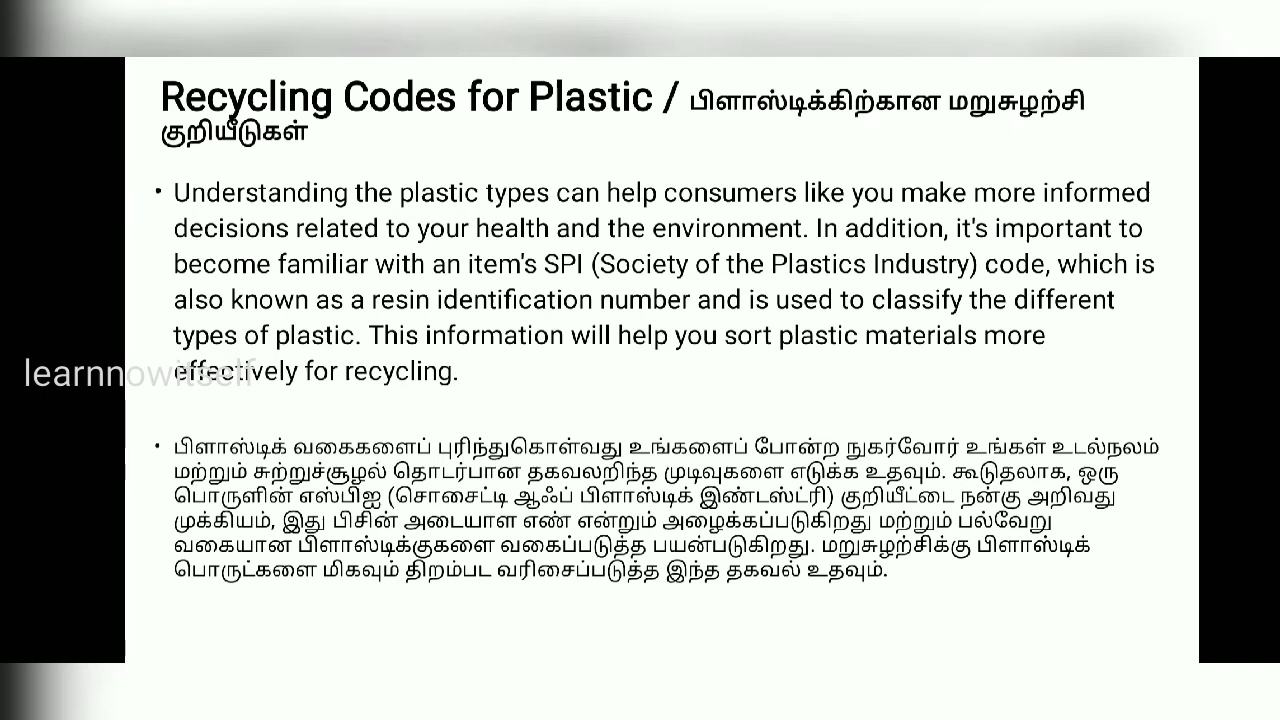 Recycling Codes for Plastic / பிளாஸ்டிக்கிற்கான மறுசுழற்சி
குறியீடுகள்
• Understanding the plastic types can help consumers like you make more informed
decisions related to your health and the environment. In addition, it's important to
become familiar with an item's SPI (Society of the Plastics Industry) code, which is
also known as a resin identification number and is used to classify the different
types of plastic. This information will help you sort plastic materials more
effectively for recycling.
learnnowitself
• பிளாஸ்டிக் வகைகளைப் புரிந்துகொள்வது உங்களைப் போன்ற நுகர்வோர் உங்கள் உடல்நலம்
மற்றும் சுற்றுச்சூழல் தொடர்பான தகவலறிந்த முடிவுகளை எடுக்க உதவும். கூடுதலாக, ஒரு
பொருளின் எஸ்பிஐ (சொசைட்டி ஆஃப் பிளாஸ்டிக் இண்டஸ்ட்ரி) குறியீட்டை நன்கு அறிவது
முக்கியம், இது பிசின் அடையாள எண் என்றும் அழைக்கப்படுகிறது மற்றும் பல்வேறு
வகையான பிளாஸ்டிக்குகளை வகைப்படுத்த பயன்படுகிறது. மறுசுழற்சிக்கு பிளாஸ்டிக்
பொருட்களை மிகவும் திறம்பட வரிசைப்படுத்த இந்த தகவல் உதவும்.